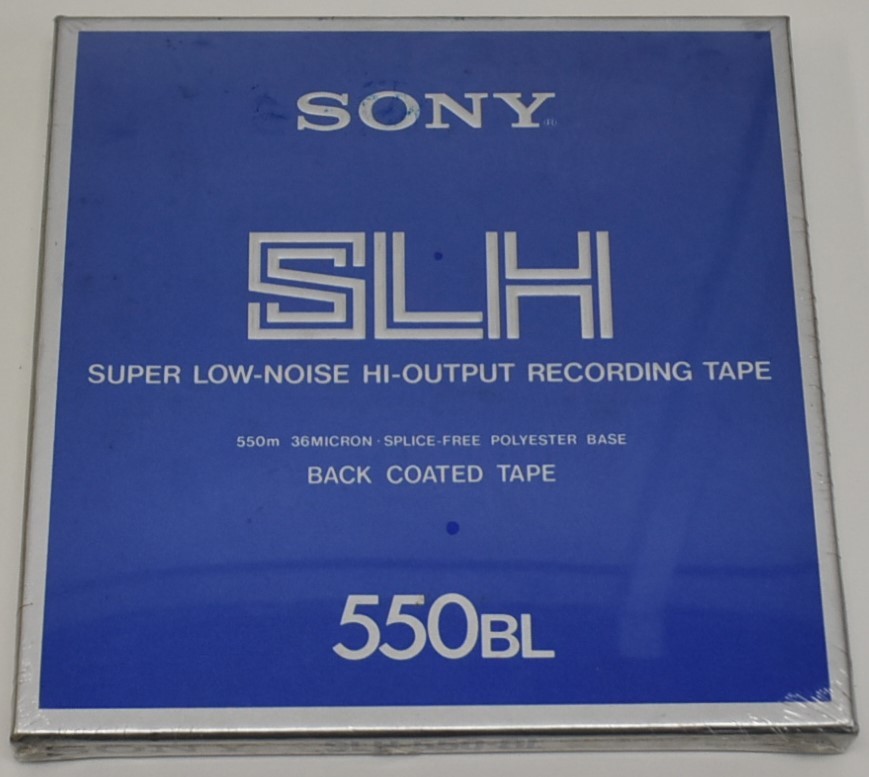 SONY®
SLH
SUPER LOW-NOISE HI-OUTPUT RECORDING TAPE
550m 36MICRON·SPLICE-FREE POLYESTER BASE
BACK COATED TAPE
550BL
SONY